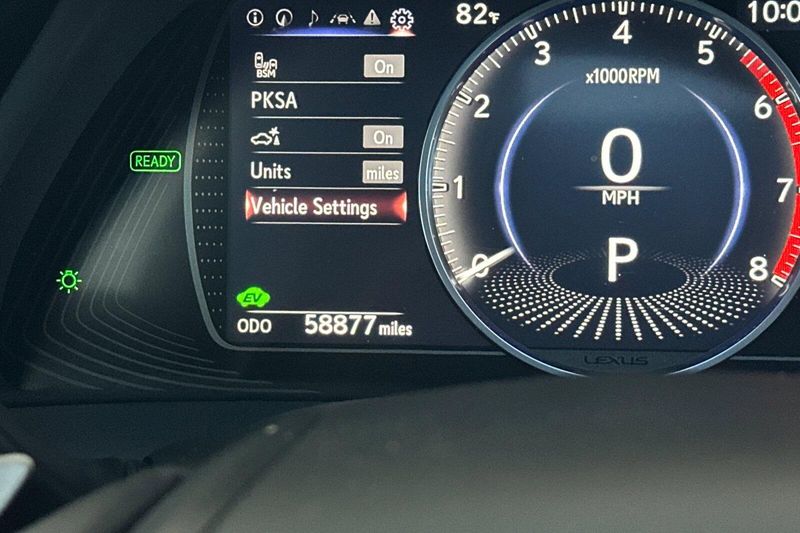 82°F
10:0
BSM
On
PKSA
On
Units
miles
Vehicle Settings
READY
EV
ODO 58877 miles
x1000RPM
0
1
2
3
4
5
6
7
8
0
MPH
P
LEXUS